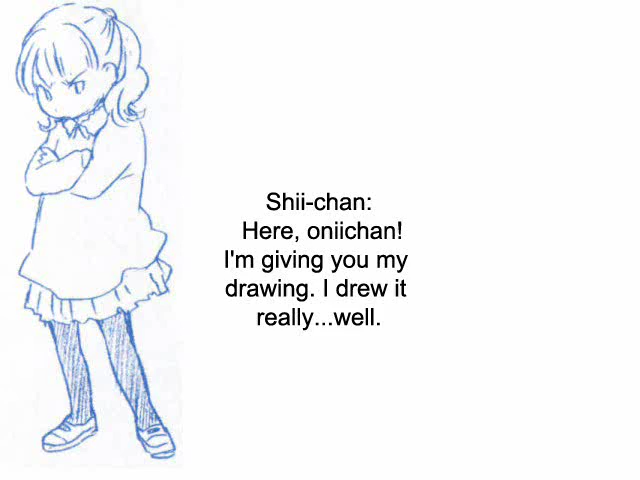 Shii-chan:
Here, oniichan!
I'm giving you my
drawing. I drew it
really...well.